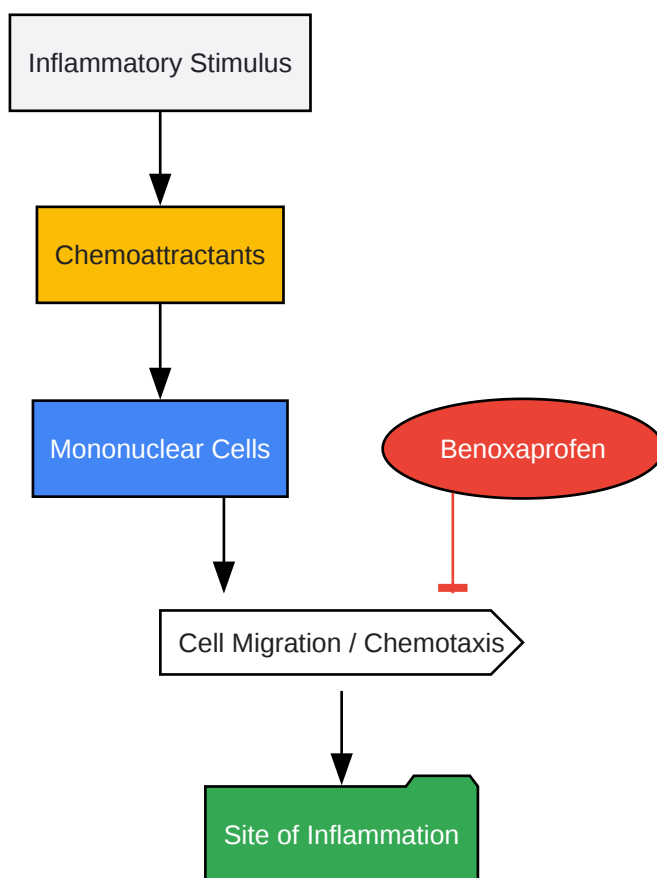 Inflammatory Stimulus
Chemoattractants
Mononuclear Cells
Benoxaprofen
Cell Migration / Chemotaxis
Site of Inflammation